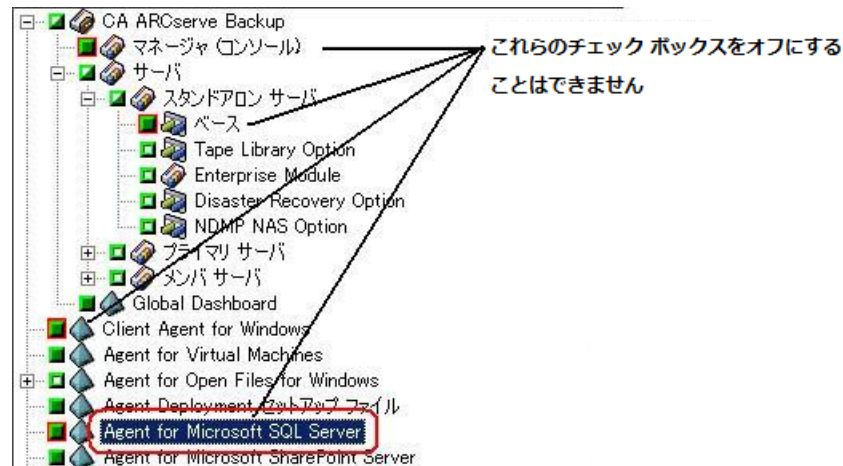 CA ARCserve Backup
マネージャ (コンソール)
サーバ
スタンドアロン サーバ
ベース
Tape Library Option
Enterprise Module
Disaster Recovery Option
NDMP NAS Option
プライマリ サーバ
メンバ サーバ
Global Dashboard
Client Agent for Windows
Agent for Virtual Machines
Agent for Open Files for Windows
Agent Deployment セットアップ ファイル
Agent for Microsoft SQL Server
Agent for Microsoft SharePoint Server
これらのチェック ボックスをオフにする
ことはできません